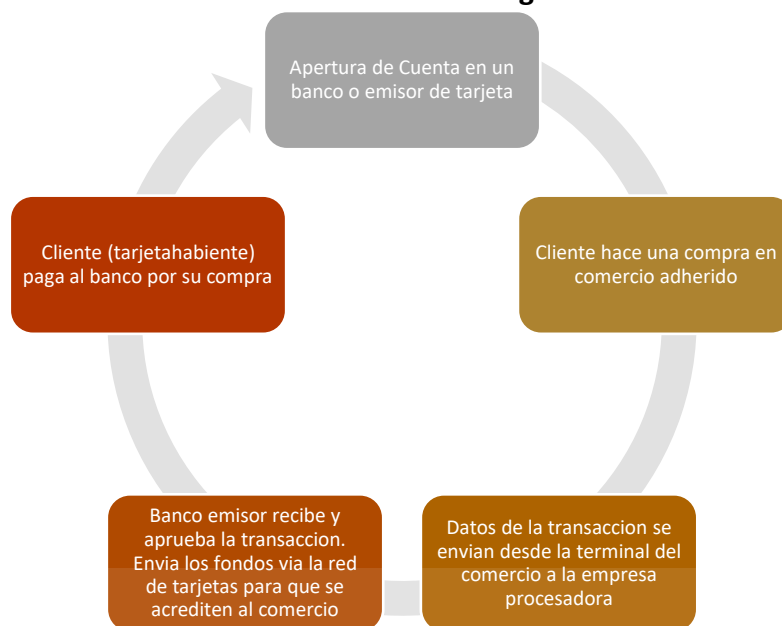 Apertura de Cuenta en un
banco o emisor de tarjeta
Cliente hace una compra en
comercio adherido
Datos de la transaccion se
envian desde la terminal del
comercio a la empresa
procesadora
Banco emisor recibe y
aprueba la transaccion.
Envia los fondos via la red
de tarjetas para que se
acrediten al comercio
Cliente (tarjetahabiente)
paga al banco por su compra